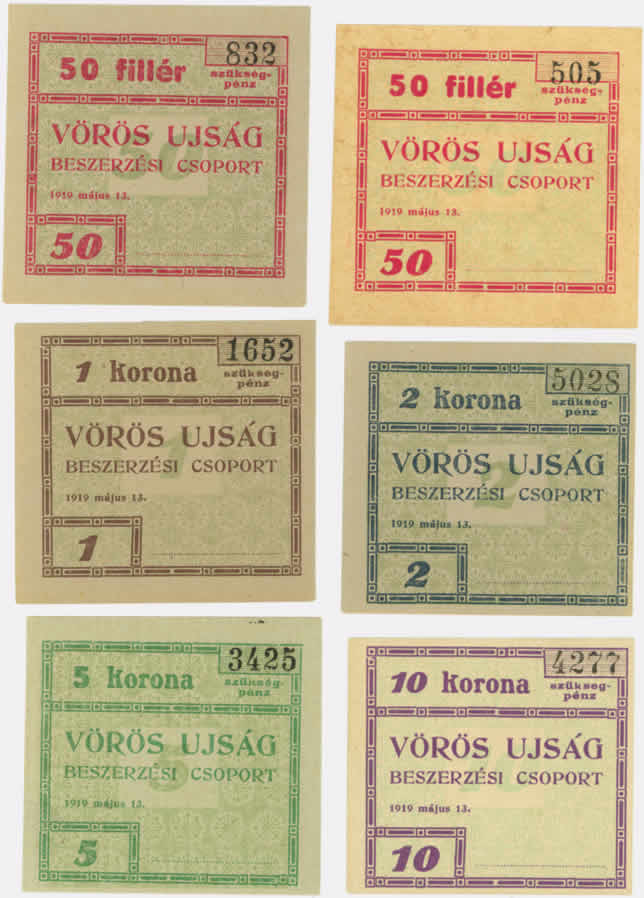 50 fillér
832
szükség-
pénz
VÖRÖS UJSÁG
BESZERZÉSI CSOPORT
1919 május 13.
50
50 fillér
505
szükség-
pénz
VÖRÖS UJSÁG
BESZERZÉSI CSOPORT
1919 május 13.
50
1 korona
1652
szükség-
pénz
VÖRÖS UJSÁG
BESZERZÉSI CSOPORT
1919 május 13.
1
2 korona
5028
szükség-
pénz
VÖRÖS UJSÁG
BESZERZÉSI CSOPORT
1919 május 13.
2
5 korona
3425
szükség-
pénz
VÖRÖS UJSÁG
BESZERZÉSI CSOPORT
1919 május 13.
5
10 korona
4277
szükseg-
pénz
VÖRÖS UJSÁG
BESZERZÉSI CSOPORT
1919 május 13.
10